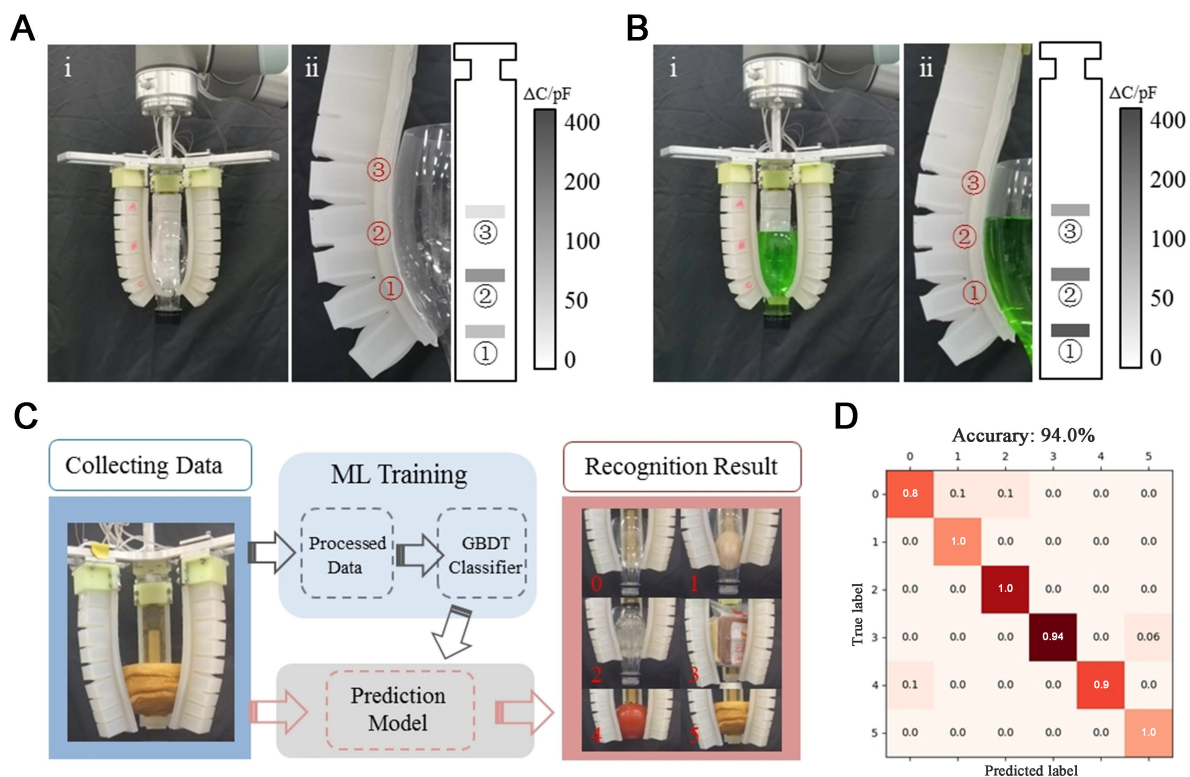 A
i
ii
③
②
①
③
②
①
ΔC/pF
400
200
100
50
0
B
i
ii
③
②
①
③
②
①
ΔC/pF
400
200
100
50
0
C
Collecting Data
ML Training
Processed
Data
GBDT
Classifier
Prediction
Model
Recognition Result
0
1
2
3
4
5
D
Accurary: 94.0%
0 1 2 3 4 5
0 0.8 0.1 0.1 0.0 0.0 0.0
1 0.0 1.0 0.0 0.0 0.0 0.0
2 0.0 0.0 1.0 0.0 0.0 0.0
3 0.0 0.0 0.0 0.94 0.0 0.06
4 0.1 0.0 0.0 0.0 0.9 0.0
5 0.0 0.0 0.0 0.0 0.0 1.0
True label
Predicted label